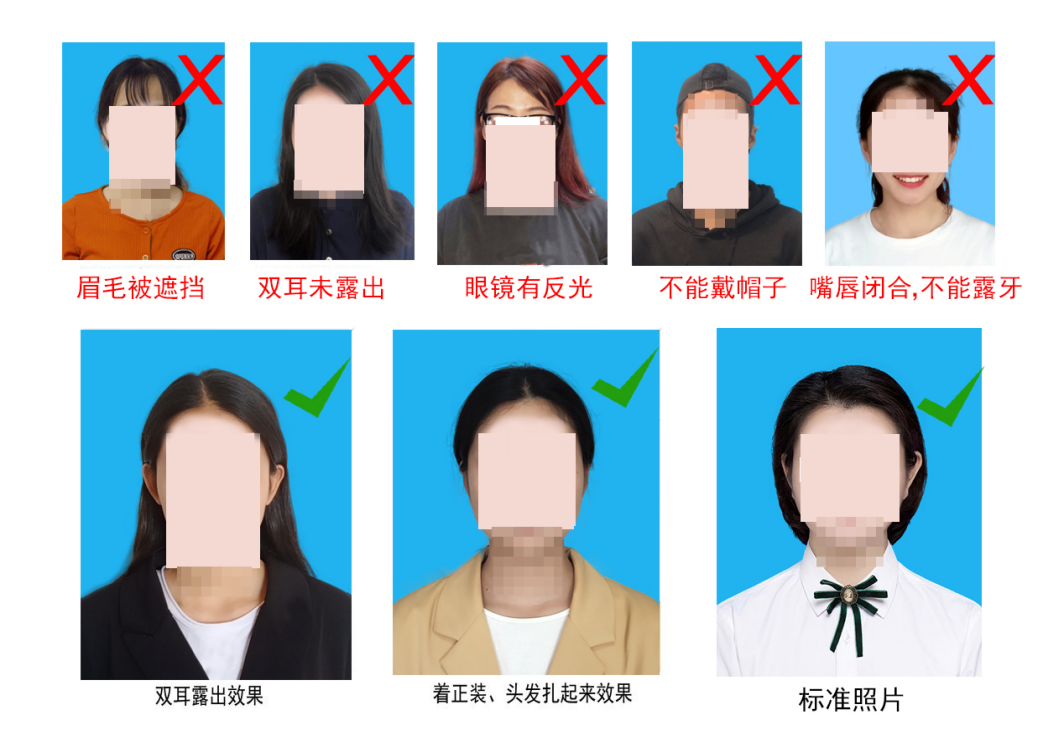 眉毛被遮挡
双耳未露出
眼镜有反光
不能戴帽子
嘴唇闭合,不能露牙
双耳露出效果
着正装、头发扎起来效果
标准照片